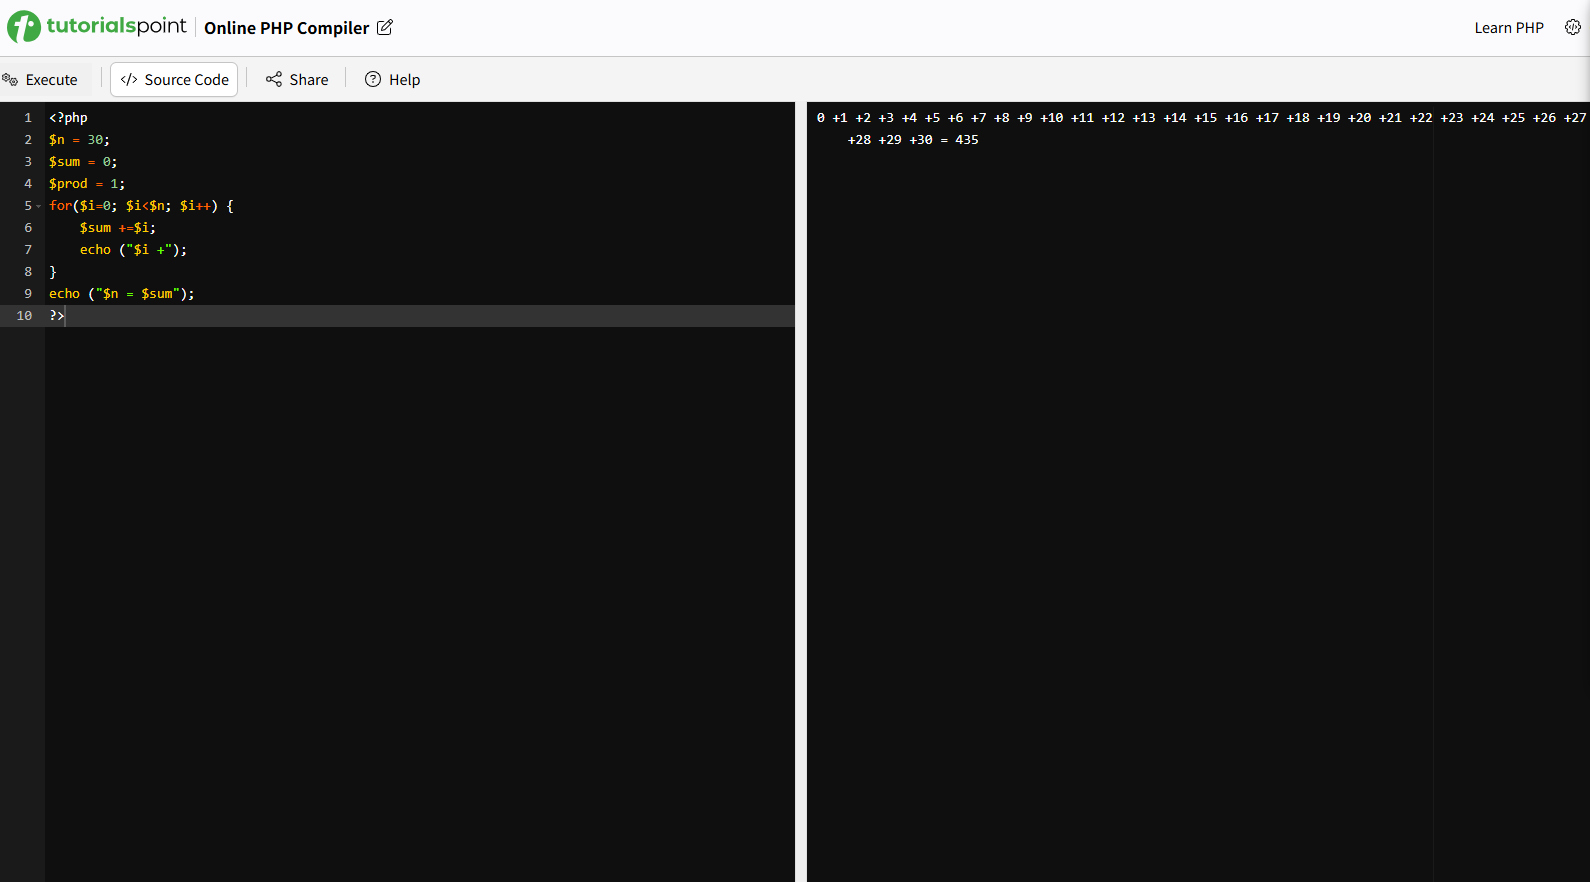 tutorialspoint Online PHP Compiler Learn PHP
Execute </> Source Code Share Help
1 <?php
2 $n = 30;
3 $sum = 0;
4 $prod = 1;
5 for($i=0; $i<$n; $i++) {
6 $sum +=$i;
7 echo ("$i +");
8 }
9 echo ("$n = $sum");
10 ?>
0 +1 +2 +3 +4 +5 +6 +7 +8 +9 +10 +11 +12 +13 +14 +15 +16 +17 +18 +19 +20 +21 +22 +23 +24 +25 +26 +27
+28 +29 +30 = 435